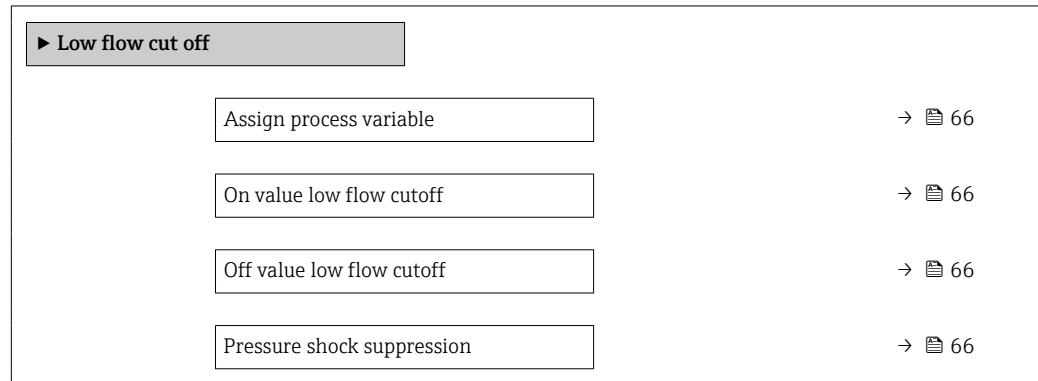 ▶ Low flow cut off
Assign process variable → 66
On value low flow cutoff → 66
Off value low flow cutoff → 66
Pressure shock suppression → 66